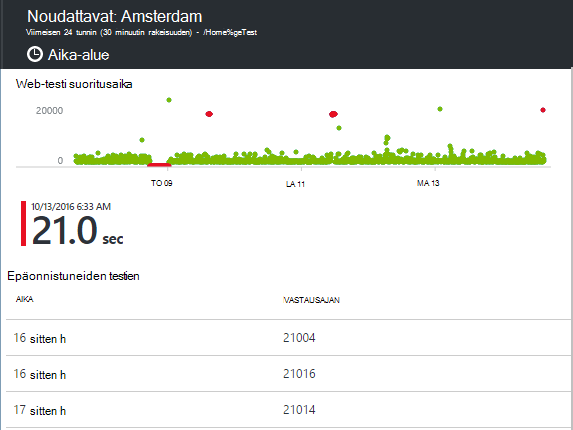 Noudattavat: Amsterdam
Viimeisen 24 tunnin (30 minuutin rakeisuuden) - /Home%geTest
Aika-alue
Web-testi suoritusaika
20000
0
TO 09 LA 11 MA 13
10/13/2016 6:33 AM
21.0 sec
Epäonnistuneiden testien
AIKA VASTAUSAJAN
16 sitten h 21004
16 sitten h 21016
17 sitten h 21014